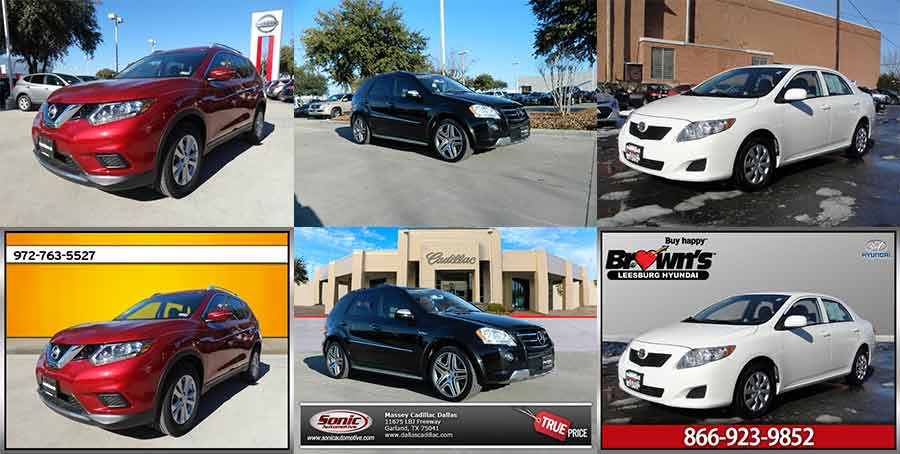 972-763-5527
Cadillac
Sonic
Automotive
www.sonicautomotive.com
Massey Cadillac Dallas
11675 LBJ Freeway
Garland, TX 75041
www.dallascadillac.com
TRUE
PRICE
Buy happy™
Brown's
LEESBURG HYUNDAI
HYUNDAI
866-923-9852